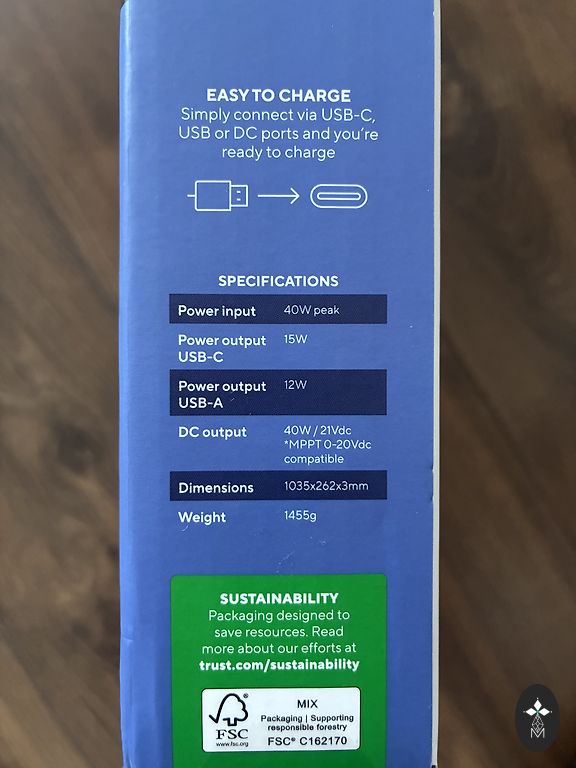 EASY TO CHARGE
Simply connect via USB-C,
USB or DC ports and you're
ready to charge
SPECIFICATIONS
Power input 40W peak
Power output 15W
USB-C
Power output 12W
USB-A
DC output 40W / 21Vdc
*MPPT 0-20Vdc
compatible
Dimensions 1035x262x3mm
Weight 1455g
SUSTAINABILITY
Packaging designed to
save resources. Read
more about our efforts at
trust.com/sustainability
FSC
www.fsc.org
MIX
Packaging | Supporting
responsible forestry
FSC® C162170
M